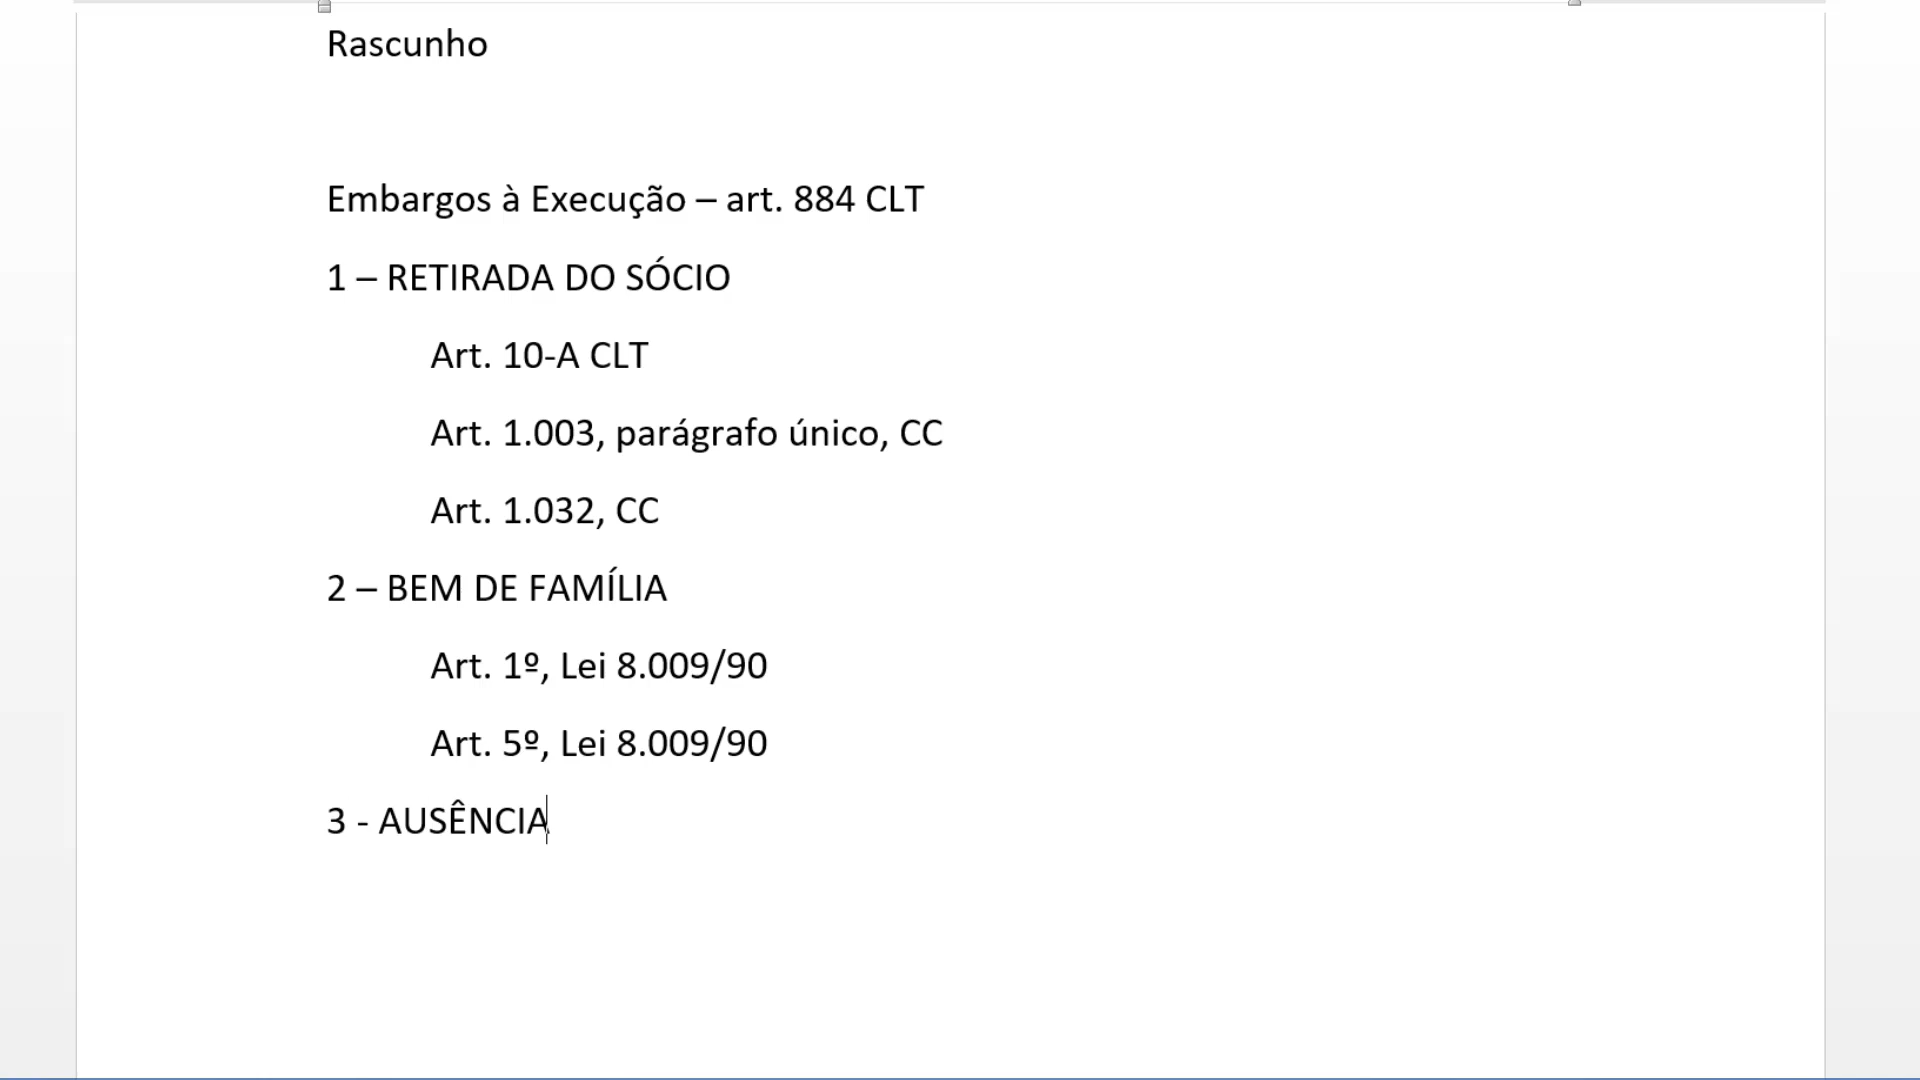 Rascunho
Embargos à Execução – art. 884 CLT
1 – RETIRADA DO SÓCIO
Art. 10-A CLT
Art. 1.003, parágrafo único, CC
Art. 1.032, CC
2 – BEM DE FAMÍLIA
Art. 1º, Lei 8.009/90
Art. 5º, Lei 8.009/90
3 - AUSÊNCIA